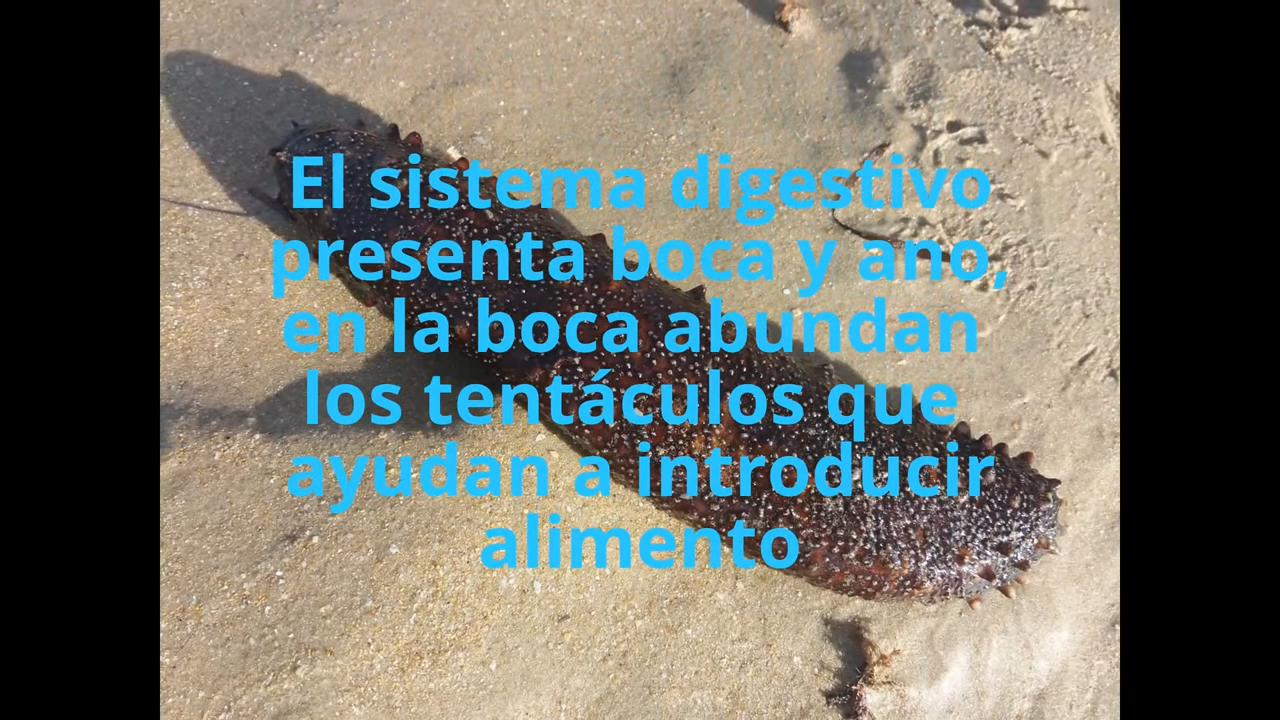 El sistema digestivo
presenta boca y ano,
en la boca abundan
los tentáculos que
ayudan a introducir
alimento